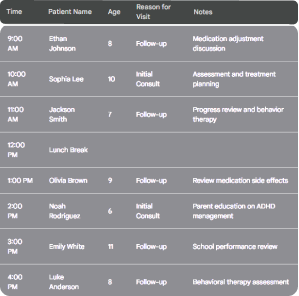 Time Patient Name Age Reason for Visit Notes
9:00 AM Ethan Johnson 8 Follow-up Medication adjustment discussion
10:00 AM Sophia Lee 10 Initial Consult Assessment and treatment planning
11:00 AM Jackson Smith 7 Follow-up Progress review and behavior therapy
12:00 PM Lunch Break
1:00 PM Olivia Brown 9 Follow-up Review medication side effects
2:00 PM Noah Rodriguez 6 Initial Consult Parent education on ADHD management
3:00 PM Emily White 11 Follow-up School performance review
4:00 PM Luke Anderson 8 Follow-up Behavioral therapy assessment